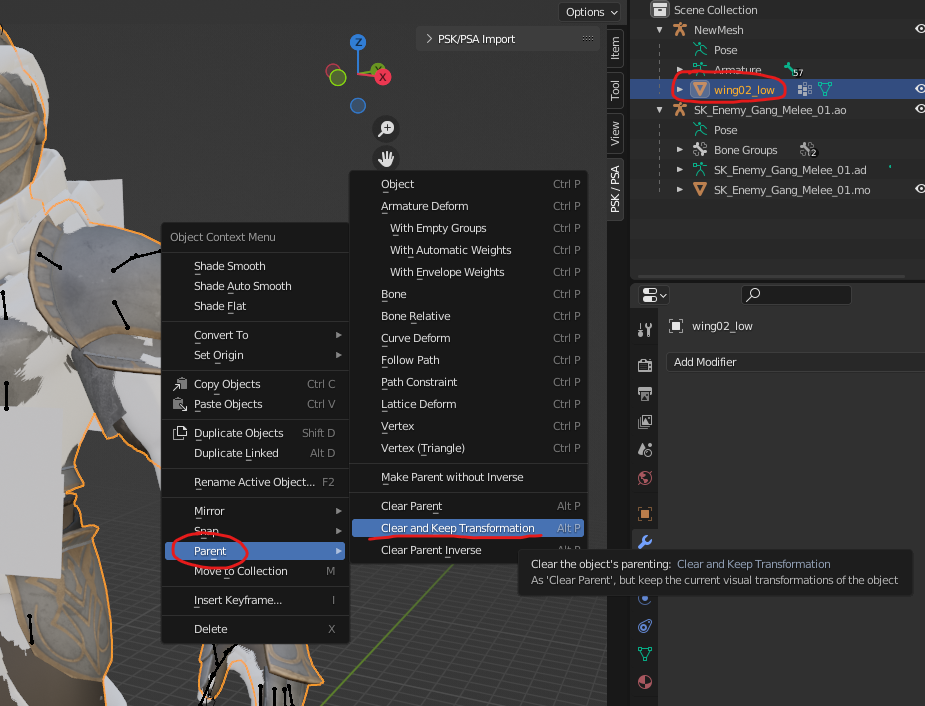 Options
PSK/PSA Import
Z
Y
X
Item
Tool
View
PSK / PSA
Scene Collection
NewMesh
Pose
Armature
57
wing02_low
SK_Enemy_Gang_Melee_01.ao
Pose
Bone Groups
2
SK_Enemy_Gang_Melee_01.ad
SK_Enemy_Gang_Melee_01.mo
wing02_low
Add Modifier
Object Context Menu
Shade Smooth
Shade Auto Smooth
Shade Flat
Convert To
Set Origin
Copy Objects Ctrl C
Paste Objects Ctrl V
Duplicate Objects Shift D
Duplicate Linked Alt D
Rename Active Object... F2
Mirror
Snap
Parent
Move to Collection M
Insert Keyframe... I
Delete X
Object Ctrl P
Armature Deform Ctrl P
With Empty Groups Ctrl P
With Automatic Weights Ctrl P
With Envelope Weights Ctrl P
Bone Ctrl P
Bone Relative Ctrl P
Curve Deform Ctrl P
Follow Path Ctrl P
Path Constraint Ctrl P
Lattice Deform Ctrl P
Vertex Ctrl P
Vertex (Triangle) Ctrl P
Make Parent without Inverse
Clear Parent Alt P
Clear and Keep Transformation Alt P
Clear Parent Inverse Alt P
Clear the object's parenting: Clear and Keep Transformation
As 'Clear Parent', but keep the current visual transformations of the object